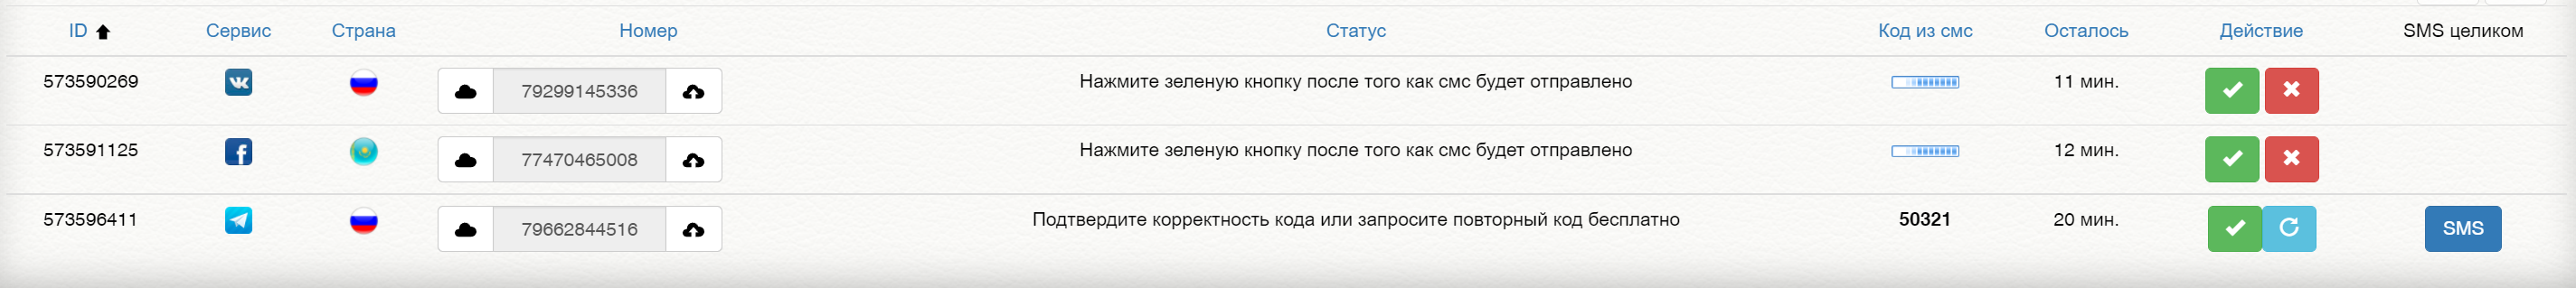 ID Сервис Страна Номер Статус Код из смс Осталось Действие SMS целиком
573590269 79299145336 Нажмите зеленую кнопку после того как смс будет отправлено 11 мин.
573591125 77470465008 Нажмите зеленую кнопку после того как смс будет отправлено 12 мин.
573596411 79662844516 Подтвердите корректность кода или запросите повторный код бесплатно 50321 20 мин. SMS